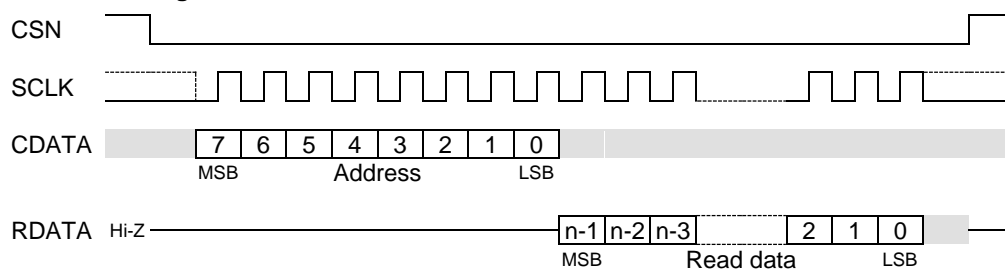 CSN
SCLK
CDATA 7 6 5 4 3 2 1 0
MSB Address LSB
RDATA Hi-Z n-1 n-2 n-3 2 1 0
MSB Read data LSB